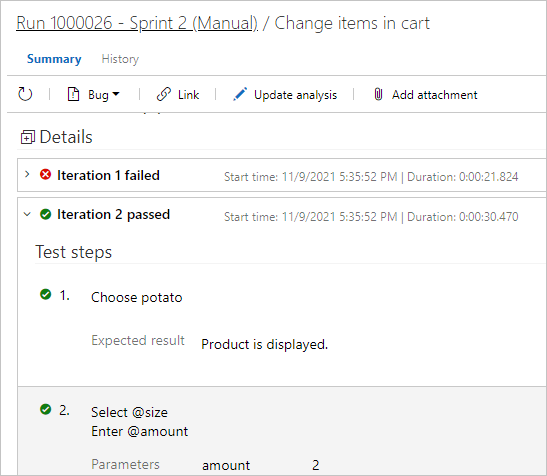 Run 1000026 - Sprint 2 (Manual) / Change items in cart
Summary History
Bug Link Update analysis Add attachment
Details
Iteration 1 failed Start time: 11/9/2021 5:35:52 PM | Duration: 0:00:21.824
Iteration 2 passed Start time: 11/9/2021 5:35:52 PM | Duration: 0:00:30.470
Test steps
1. Choose potato
Expected result Product is displayed.
2. Select @size
Enter @amount
Parameters amount 2